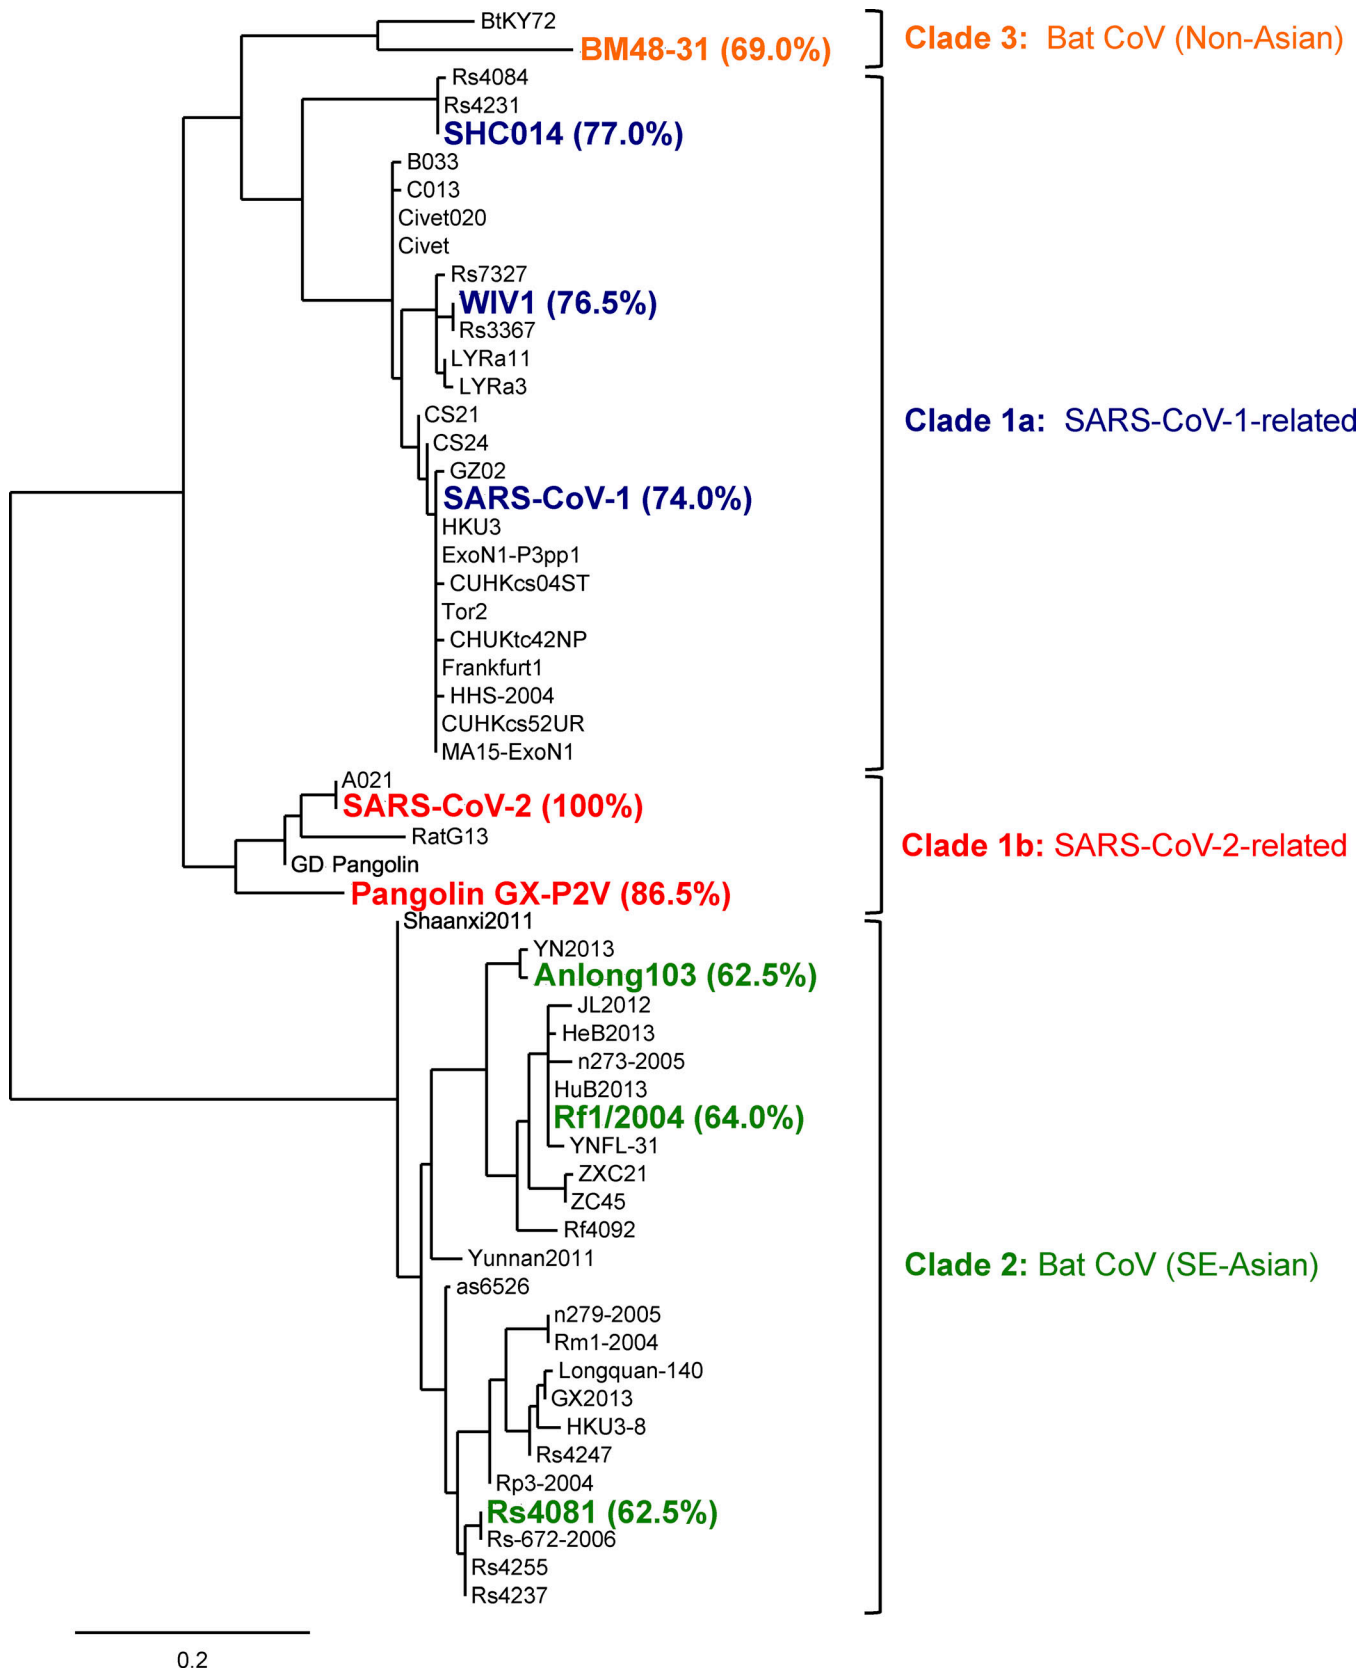 BtKY72
BM48-31 (69.0%)
Clade 3: Bat CoV (Non-Asian)
Rs4084
Rs4231
SHC014 (77.0%)
B033
C013
Civet020
Civet
Rs7327
WIV1 (76.5%)
Rs3367
LYRa11
LYRa3
CS21
CS24
GZ02
SARS-CoV-1 (74.0%)
HKU3
ExoN1-P3pp1
CUHKcs04ST
Tor2
CHUKtc42NP
Frankfurt1
HHS-2004
CUHKcs52UR
MA15-ExoN1
Clade 1a: SARS-CoV-1-related
A021
SARS-CoV-2 (100%)
RatG13
GD Pangolin
Pangolin GX-P2V (86.5%)
Clade 1b: SARS-CoV-2-related
Shaanxi2011
YN2013
Anlong103 (62.5%)
JL2012
HeB2013
n273-2005
HuB2013
Rf1/2004 (64.0%)
YNFL-31
ZXC21
ZC45
Rf4092
Yunnan2011
as6526
n279-2005
Rm1-2004
Longquan-140
GX2013
HKU3-8
Rs4247
Rp3-2004
Rs4081 (62.5%)
Rs-672-2006
Rs4255
Rs4237
Clade 2: Bat CoV (SE-Asian)
0.2